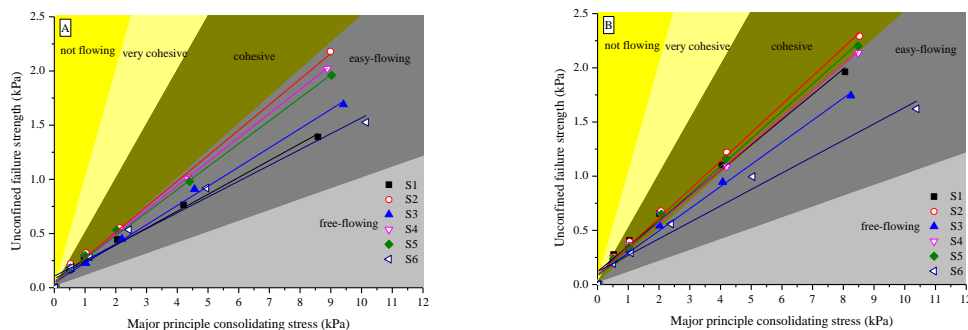 A
not flowing
very cohesive
cohesive
easy-flowing
free-flowing
Unconfined failure strength (kPa)
2.5
2.0
1.5
1.0
0.5
0.0
0 1 2 3 4 5 6 7 8 9 10 11 12
Major principle consolidating stress (kPa)
S1
S2
S3
S4
S5
S6
B
not flowing
very cohesive
cohesive
easy-flowing
free-flowing
Unconfined failure strength (kPa)
2.5
2.0
1.5
1.0
0.5
0.0
0 1 2 3 4 5 6 7 8 9 10 11 12
Major principle consolidating stress (kPa)
S1
S2
S3
S4
S5
S6